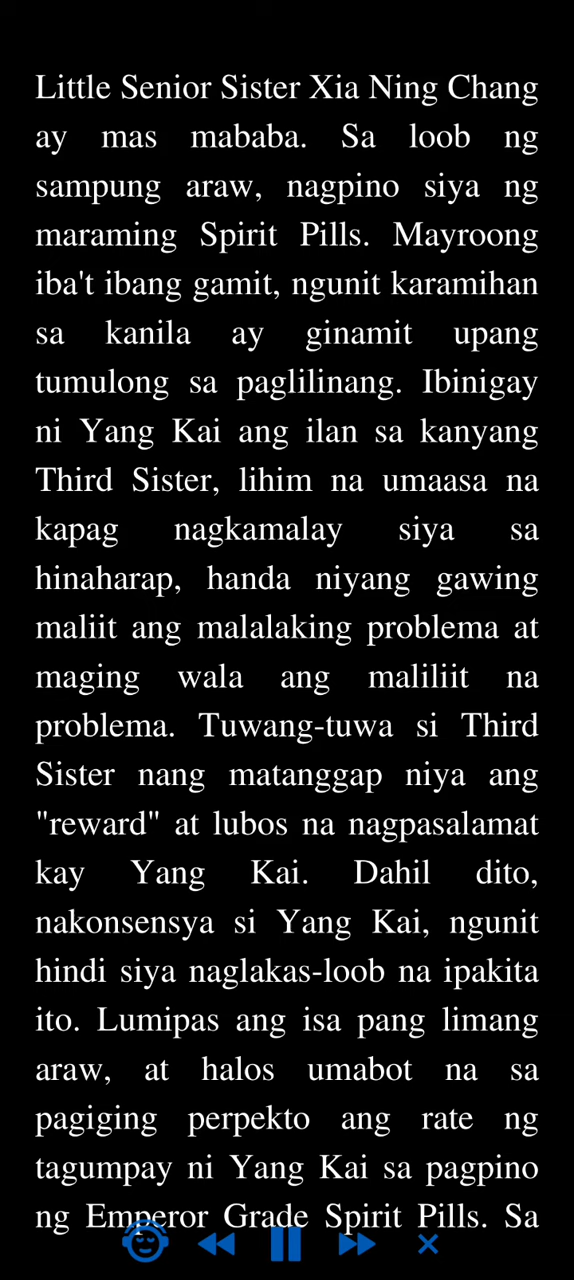 Little Senior Sister Xia Ning Chang
ay mas mababa. Sa loob ng
sampung araw, nagpino siya ng
maraming Spirit Pills. Mayroong
iba't ibang gamit, ngunit karamihan
sa kanila ay ginamit upang
tumulong sa paglilinang. Ibinigay
ni Yang Kai ang ilan sa kanyang
Third Sister, lihim na umaasa na
kapag nagkamalay siya sa
hinaharap, handa niyang gawing
maliit ang malalaking problema at
maging wala ang maliliit na
problema. Tuwang-tuwa si Third
Sister nang matanggap niya ang
"reward" at lubos na nagpasalamat
kay Yang Kai. Dahil dito,
nakonsensya si Yang Kai, ngunit
hindi siya naglakas-loob na ipakita
ito. Lumipas ang isa pang limang
araw, at halos umabot na sa
pagiging perpekto ang rate ng
tagumpay ni Yang Kai sa pagpino
ng Emperor Grade Spirit Pills. Sa